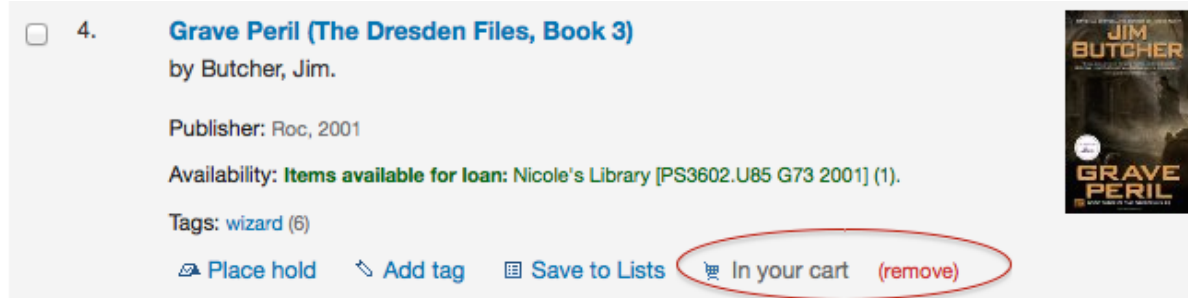 4.
Grave Peril (The Dresden Files, Book 3)
by Butcher, Jim.
Publisher: Roc, 2001
Availability: Items available for loan: Nicole's Library [PS3602.U85 G73 2001] (1).
Tags: wizard (6)
Place hold Add tag Save to Lists In your cart (remove)
JIM
BUTCHER
GRAVE
PERIL